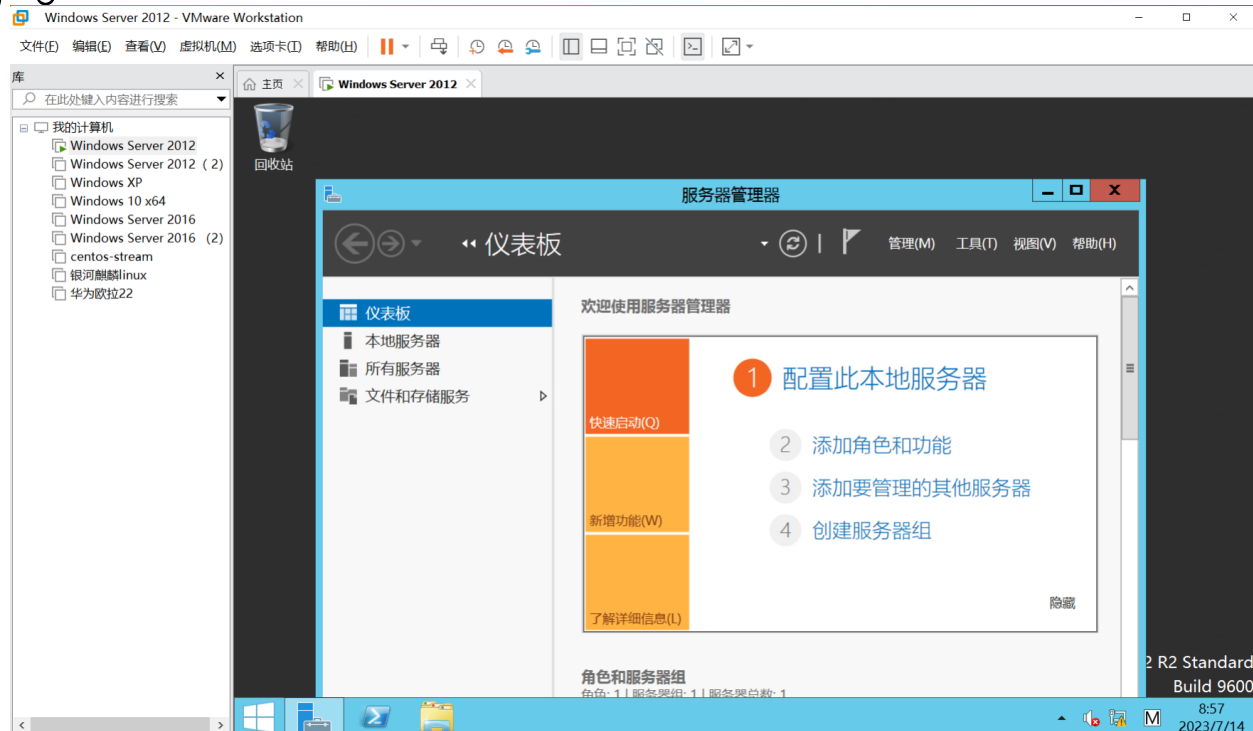 Windows Server 2012 - VMware Workstation
文件(F) 编辑(E) 查看(V) 虚拟机(M) 选项卡(T) 帮助(H)
库
主页
Windows Server 2012
在此处键入内容进行搜索
我的计算机
Windows Server 2012
Windows Server 2012 ( 2)
Windows XP
Windows 10 x64
Windows Server 2016
Windows Server 2016 (2)
centos-stream
银河麒麟linux
华为欧拉22
回收站
服务器管理器
仪表板
管理(M) 工具(T) 视图(V) 帮助(H)
仪表板
本地服务器
所有服务器
文件和存储服务
欢迎使用服务器管理器
快速启动(Q)
新增功能(W)
了解详细信息(L)
1 配置此本地服务器
2 添加角色和功能
3 添加要管理的其他服务器
4 创建服务器组
隐藏
角色和服务器组
角色: 1 | 服务器组: 1 | 服务器总数: 1
2 R2 Standard
Build 9600
M
8:57
2023/7/14